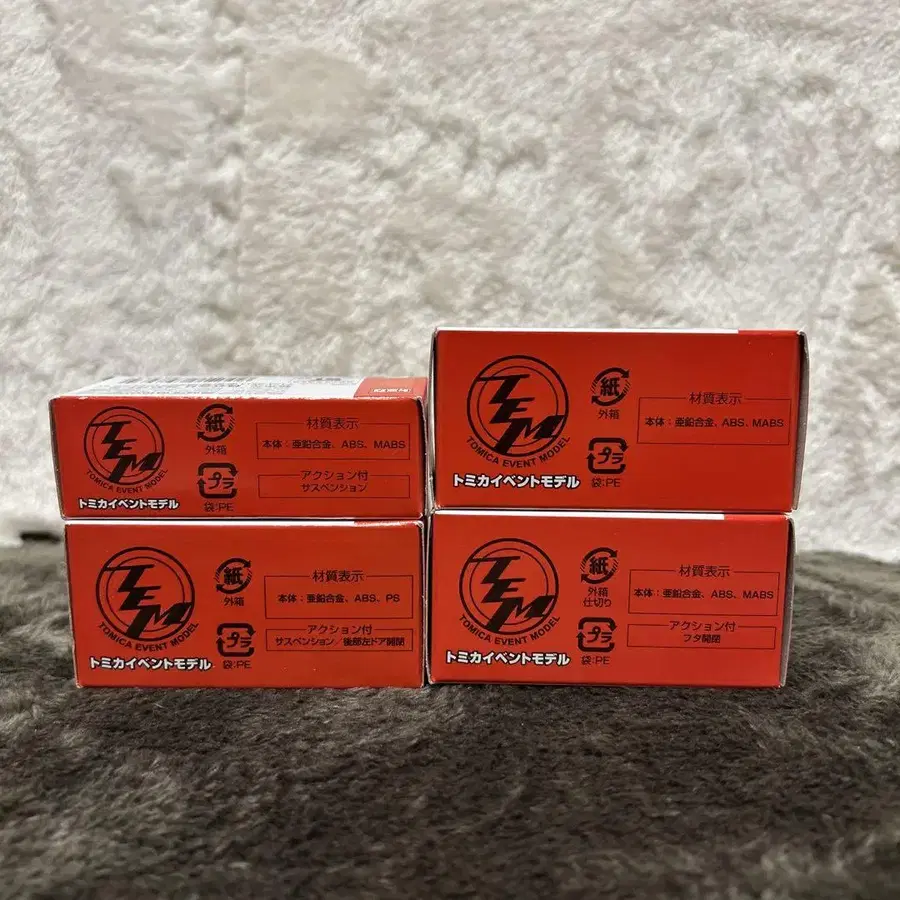 TEM
TOMICA EVENT MODEL
トミカイベントモデル
紙
外箱
プラ
袋:PE
材質表示
本体：亜鉛合金、ABS、MABS
アクション付
サスペンション
TEM
TOMICA EVENT MODEL
トミカイベントモデル
紙
外箱
プラ
袋:PE
材質表示
本体：亜鉛合金、ABS、MABS
TEM
TOMICA EVENT MODEL
トミカイベントモデル
紙
外箱
プラ
袋:PE
材質表示
本体：亜鉛合金、ABS、PS
アクション付
サスペンション／後部左ドア開閉
TEM
TOMICA EVENT MODEL
トミカイベントモデル
紙
外箱
仕切り
プラ
袋:PE
材質表示
本体：亜鉛合金、ABS、MABS
アクション付
フタ開閉